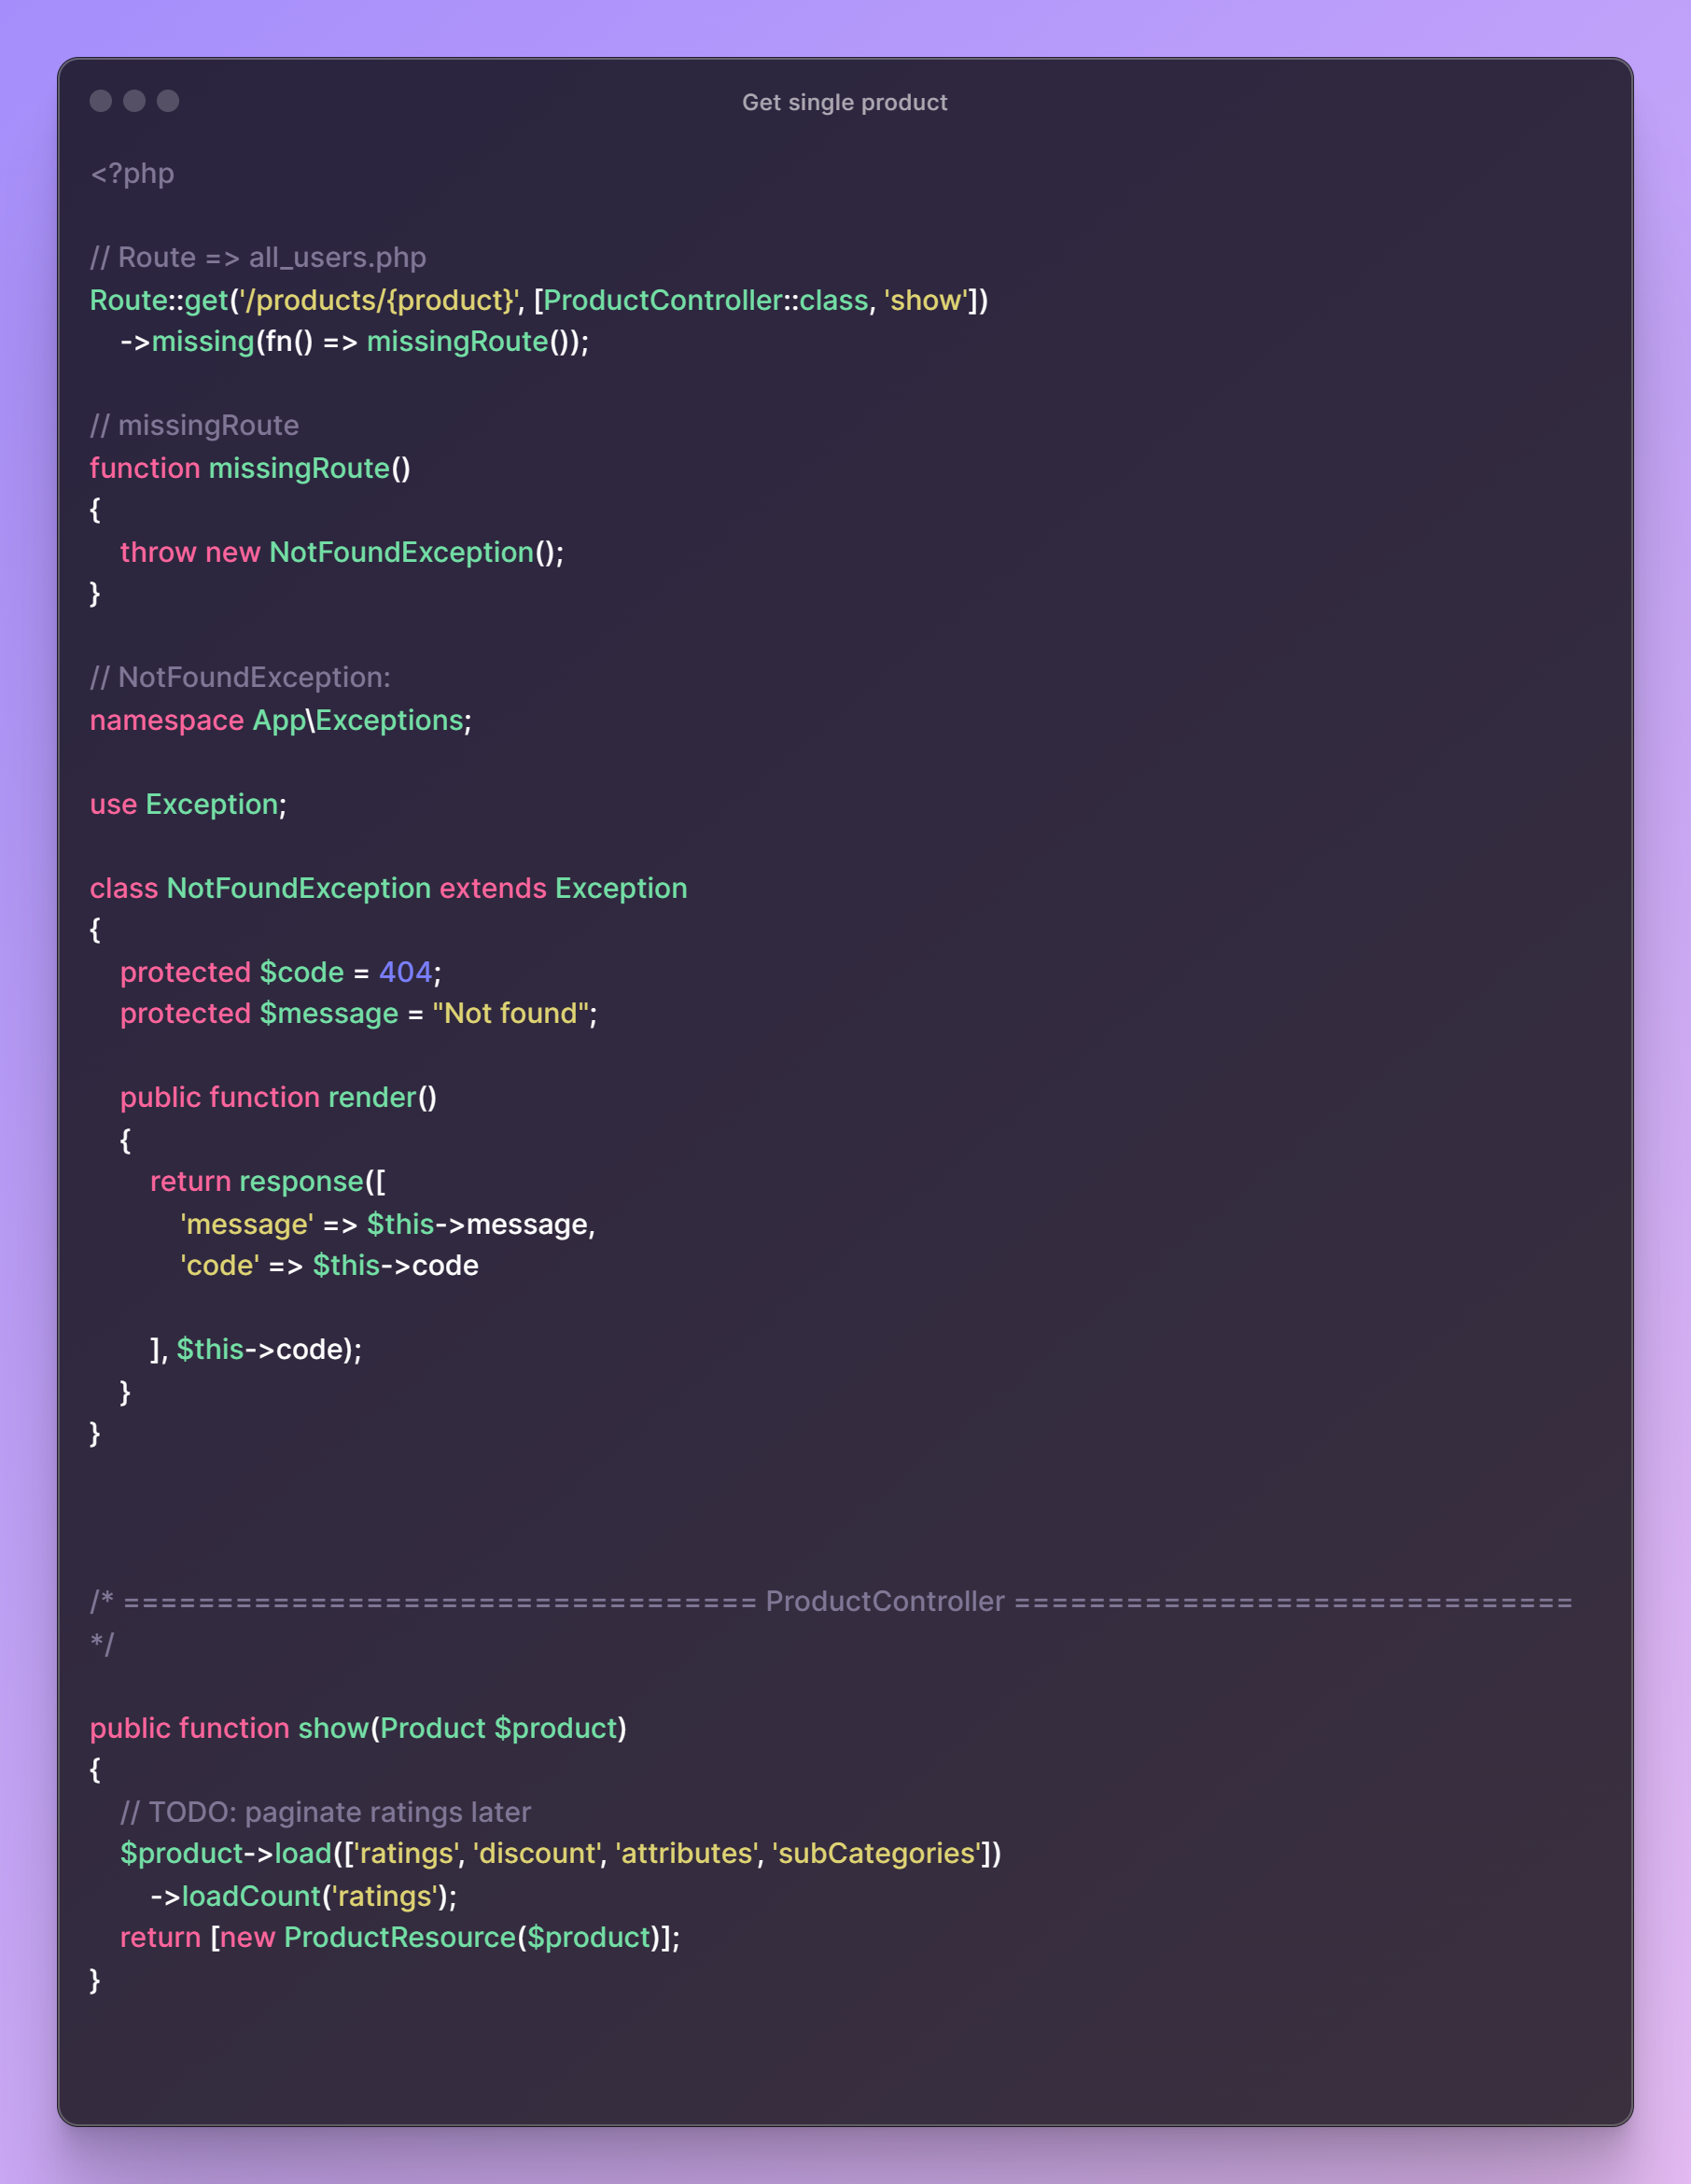 Get single product
<?php
// Route => all_users.php
Route::get('/products/{product}', [ProductController::class, 'show'])
    ->missing(fn() => missingRoute());
// missingRoute
function missingRoute()
{
    throw new NotFoundException();
}
// NotFoundException:
namespace App\Exceptions;
use Exception;
class NotFoundException extends Exception
{
    protected $code = 404;
    protected $message = "Not found";
    public function render()
    {
        return response([
            'message' => $this->message,
            'code' => $this->code
        ], $this->code);
    }
}
/* ================================== ProductController ==============================
*/
public function show(Product $product)
{
    // TODO: paginate ratings later
    $product->load(['ratings', 'discount', 'attributes', 'subCategories'])
        ->loadCount('ratings');
    return [new ProductResource($product)];
}